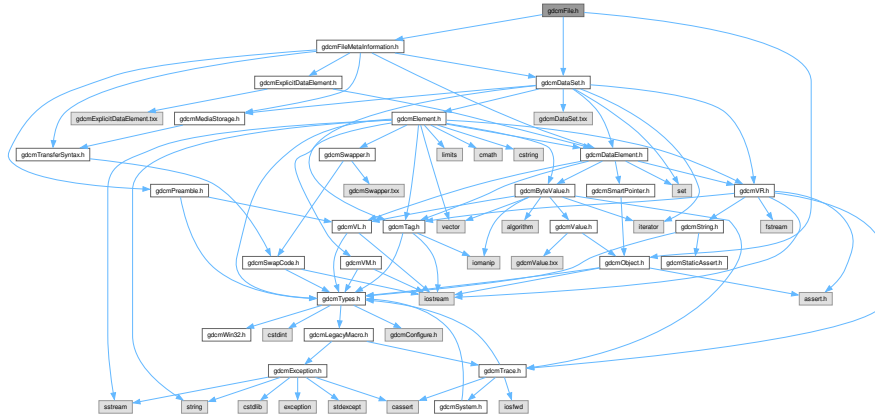 gdcmFile.h
gdcmFileMetaInformation.h
gdcmExplicitDataElement.h
gdcmDataSet.h
gdcmExplicitDataElement.txx
gdcmMediaStorage.h
gdcmElement.h
gdcmDataSet.txx
gdcmTransferSyntax.h
gdcmSwapper.h
limits
cmath
cstring
gdcmDataElement.h
gdcmPreamble.h
gdcmSwapper.txx
gdcmByteValue.h
gdcmSmartPointer.h
set
gdcmVR.h
gdcmVL.h
gdcmTag.h
vector
algorithm
gdcmValue.h
iterator
gdcmString.h
fstream
gdcmSwapCode.h
gdcmVM.h
iomanip
gdcmValue.txx
gdcmObject.h
gdcmStaticAssert.h
gdcmTypes.h
iostream
assert.h
gdcmWin32.h
cstdint
gdcmLegacyMacro.h
gdcmConfigure.h
gdcmException.h
gdcmTrace.h
sstream
string
cstdlib
exception
stdexcept
cassert
gdcmSystem.h
iosfwd